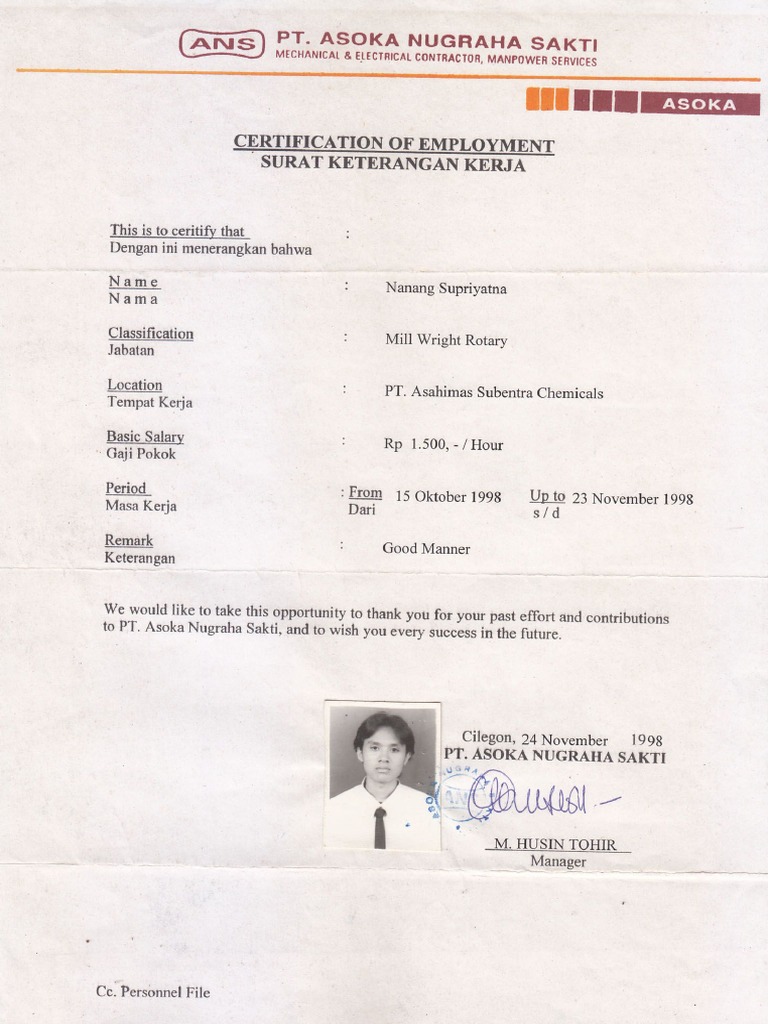 ANS PT. ASOKA NUGRAHA SAKTI
MECHANICAL & ELECTRICAL CONTRACTOR, MANPOWER SERVICES
ASOKA
CERTIFICATION OF EMPLOYMENT
SURAT KETERANGAN KERJA
This is to ceritify that :
Dengan ini menerangkan bahwa
N a m e : Nanang Supriyatna
N a m a
Classification : Mill Wright Rotary
Jabatan
Location : PT. Asahimas Subentra Chemicals
Tempat Kerja
Basic Salary : Rp 1.500, - / Hour
Gaji Pokok
Period : From 15 Oktober 1998 Up to 23 November 1998
Masa Kerja Dari s / d
Remark : Good Manner
Keterangan
We would like to take this opportunity to thank you for your past effort and contributions
to PT. Asoka Nugraha Sakti, and to wish you every success in the future.
Cilegon, 24 November 1998
PT. ASOKA NUGRAHA SAKTI
M. HUSIN TOHIR
Manager
Cc. Personnel File